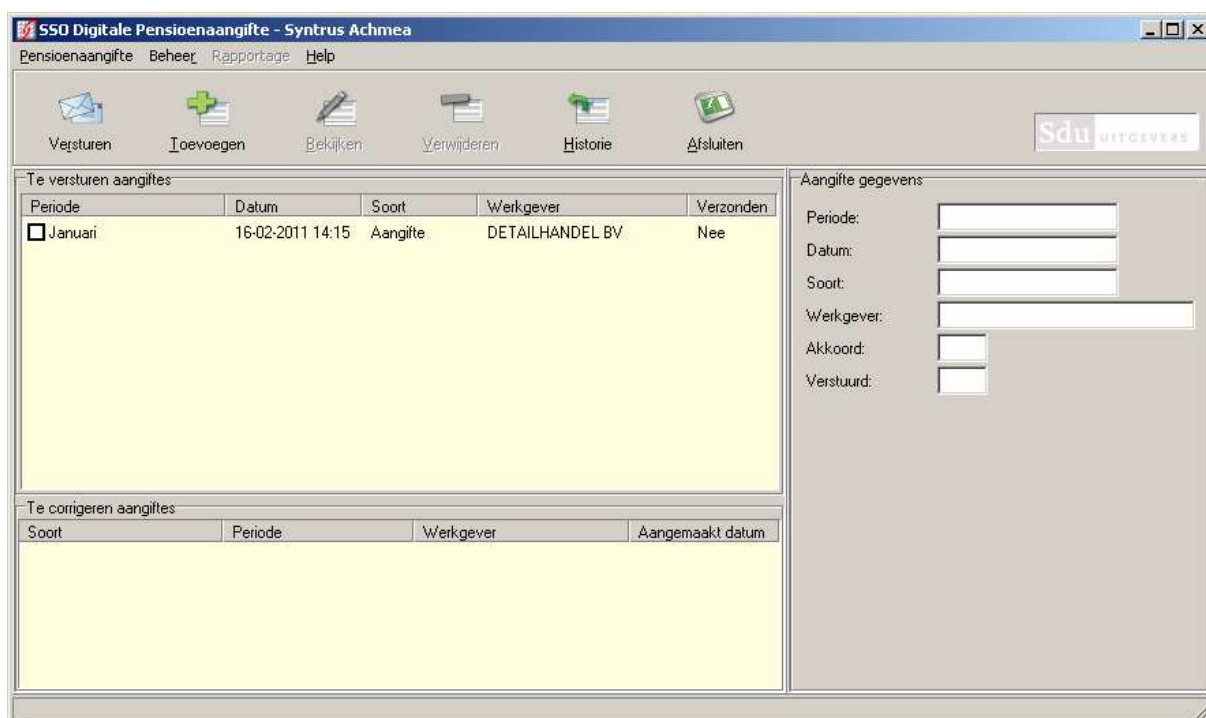 SSO Digitale Pensioenaangifte - Syntrus Achmea
Pensioenaangifte Beheer Rapportage Help
Versturen Toevoegen Bekijken Verwijderen Historie Afsluiten
Sdu UITGEVERS
Te versturen aangiftes
Periode Datum Soort Werkgever Verzonden
Januari 16-02-2011 14:15 Aangifte DETAILHANDEL BV Nee
Te corrigeren aangiftes
Soort Periode Werkgever Aangemaakt datum
Aangifte gegevens
Periode:
Datum:
Soort:
Werkgever:
Akkoord:
Verstuurd: